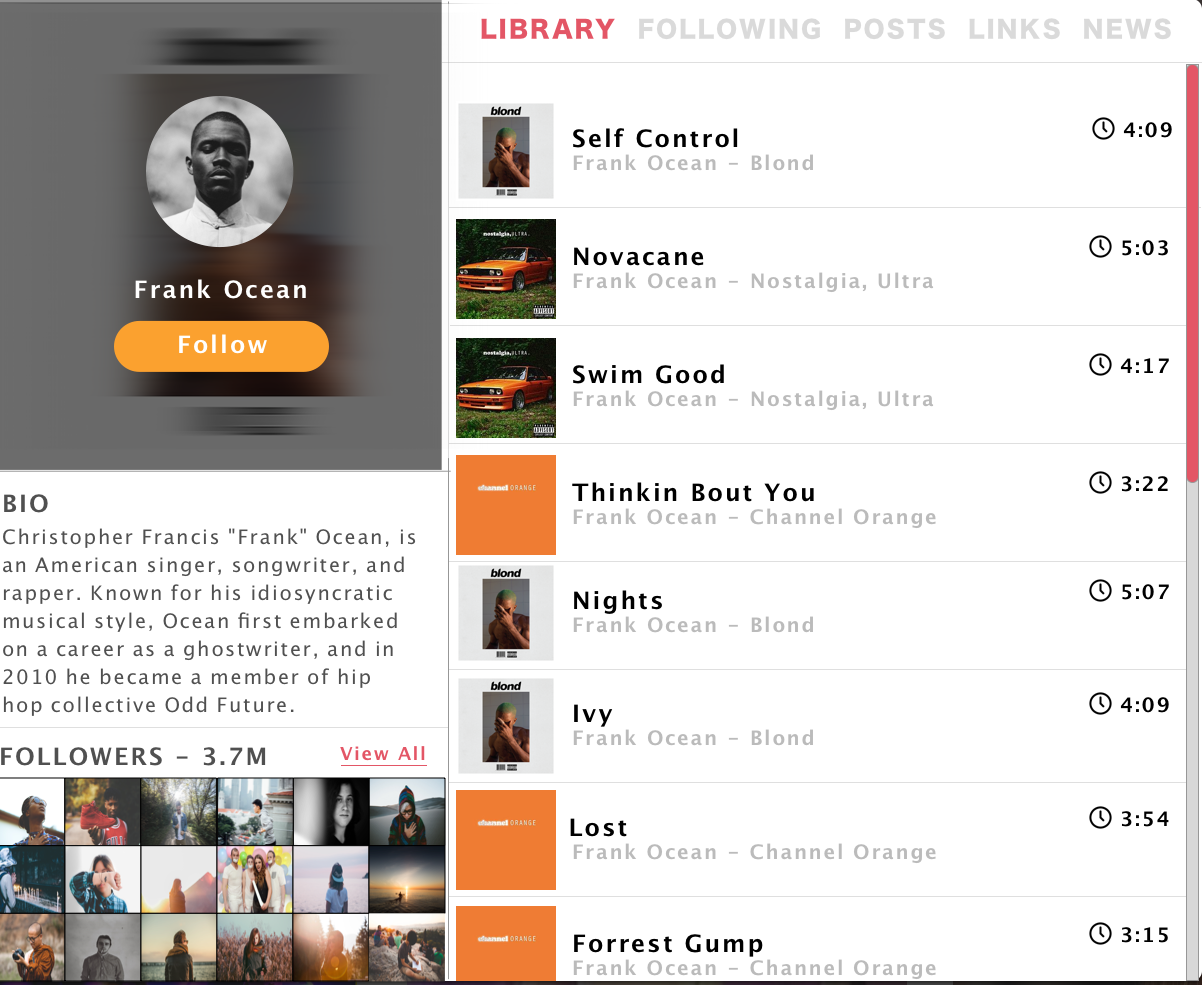 LIBRARY FOLLOWING POSTS LINKS NEWS
Frank Ocean
Follow
BIO
Christopher Francis "Frank" Ocean, is
an American singer, songwriter, and
rapper. Known for his idiosyncratic
musical style, Ocean first embarked
on a career as a ghostwriter, and in
2010 he became a member of hip
hop collective Odd Future.
FOLLOWERS – 3.7M View All
blond
Self Control 4:09
Frank Ocean – Blond
nostalgia,ULTRA.
Novacane 5:03
Frank Ocean – Nostalgia, Ultra
nostalgia,ULTRA.
Swim Good 4:17
Frank Ocean – Nostalgia, Ultra
channel ORANGE
Thinkin Bout You 3:22
Frank Ocean – Channel Orange
blond
Nights 5:07
Frank Ocean – Blond
blond
Ivy 4:09
Frank Ocean – Blond
channel ORANGE
Lost 3:54
Frank Ocean – Channel Orange
channel ORANGE
Forrest Gump 3:15
Frank Ocean – Channel Orange